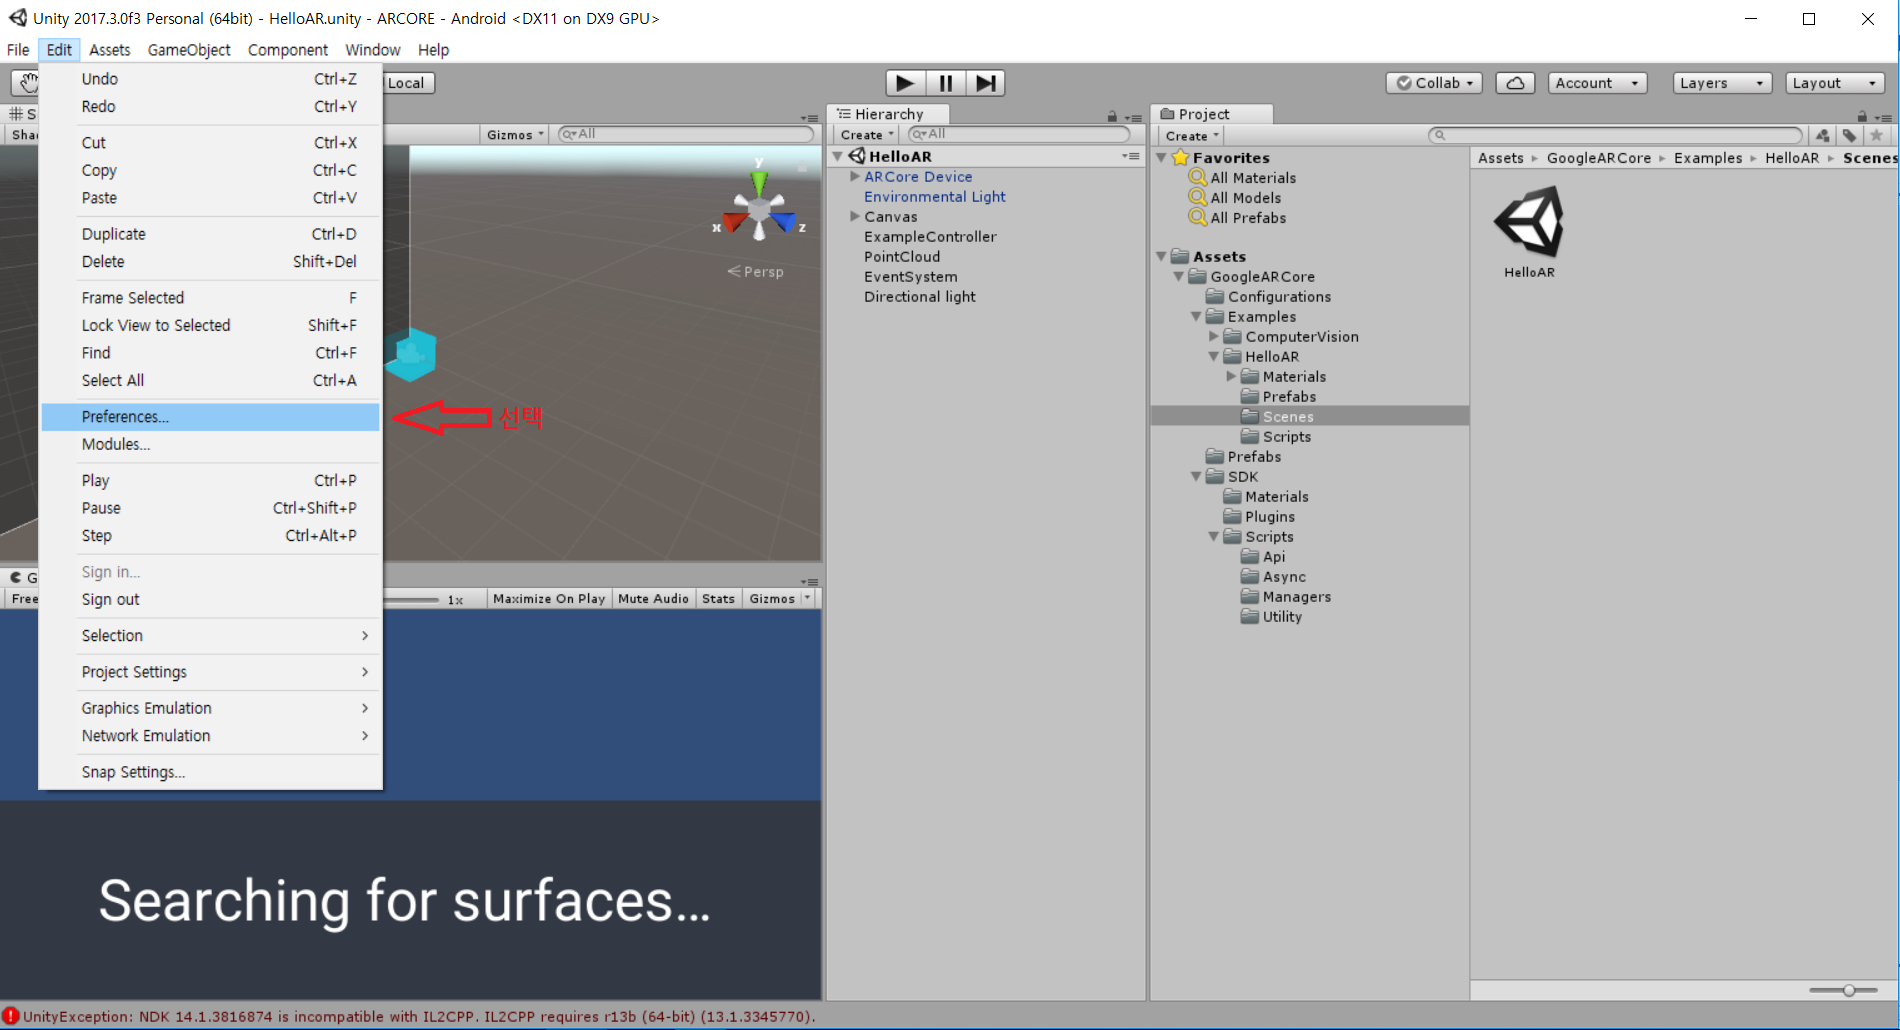 Unity 2017.3.0f3 Personal (64bit) - HelloAR.unity - ARCORE - Android <DX11 on DX9 GPU>
File Edit Assets GameObject Component Window Help
Local
Collab
Account
Layers
Layout
Undo Ctrl+Z
Redo Ctrl+Y
Cut Ctrl+X
Copy Ctrl+C
Paste Ctrl+V
Duplicate Ctrl+D
Delete Shift+Del
Frame Selected F
Lock View to Selected Shift+F
Find Ctrl+F
Select All Ctrl+A
Preferences...
Modules...
Play Ctrl+P
Pause Ctrl+Shift+P
Step Ctrl+Alt+P
Sign in...
Sign out
Selection
Project Settings
Graphics Emulation
Network Emulation
Snap Settings...
선택
S
Shad
Gizmos All
y
x z
Persp
G
Free 1x Maximize On Play Mute Audio Stats Gizmos
Searching for surfaces...
Hierarchy
Create All
HelloAR
ARCore Device
Environmental Light
Canvas
ExampleController
PointCloud
EventSystem
Directional light
Project
Create
Favorites
All Materials
All Models
All Prefabs
Assets
GoogleARCore
Configurations
Examples
ComputerVision
HelloAR
Materials
Prefabs
Scenes
Scripts
Prefabs
SDK
Materials
Plugins
Scripts
Api
Async
Managers
Utility
Assets GoogleARCore Examples HelloAR Scenes
HelloAR
UnityException: NDK 14.1.3816874 is incompatible with IL2CPP. IL2CPP requires r13b (64-bit) (13.1.3345770).